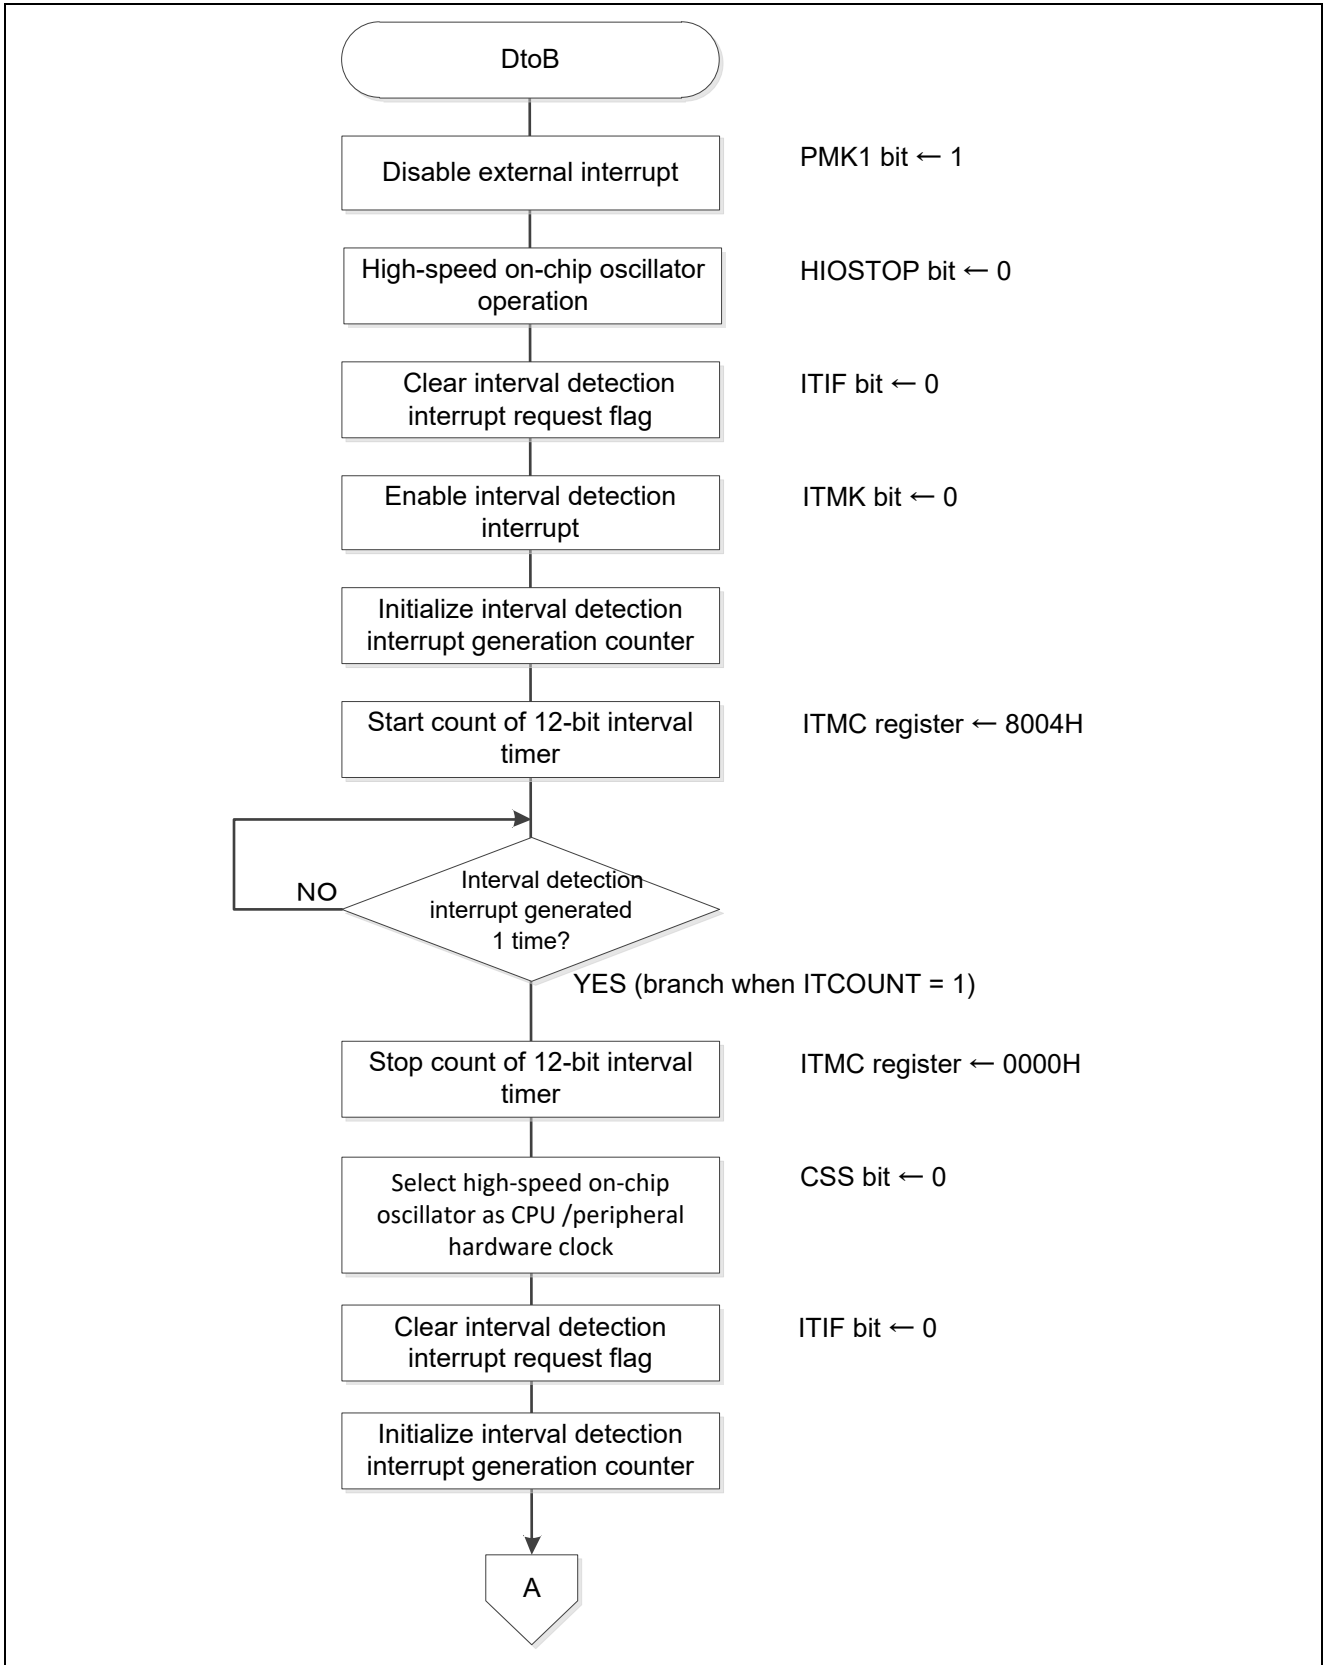 DtoB
Disable external interrupt
PMK1 bit ← 1
High-speed on-chip oscillator
operation
HIOSTOP bit ← 0
Clear interval detection
interrupt request flag
ITIF bit ← 0
Enable interval detection
interrupt
ITMK bit ← 0
Initialize interval detection
interrupt generation counter
Start count of 12-bit interval
timer
ITMC register ← 8004H
Interval detection
interrupt generated
1 time?
NO
YES (branch when ITCOUNT = 1)
Stop count of 12-bit interval
timer
ITMC register ← 0000H
Select high-speed on-chip
oscillator as CPU /peripheral
hardware clock
CSS bit ← 0
Clear interval detection
interrupt request flag
ITIF bit ← 0
Initialize interval detection
interrupt generation counter
A